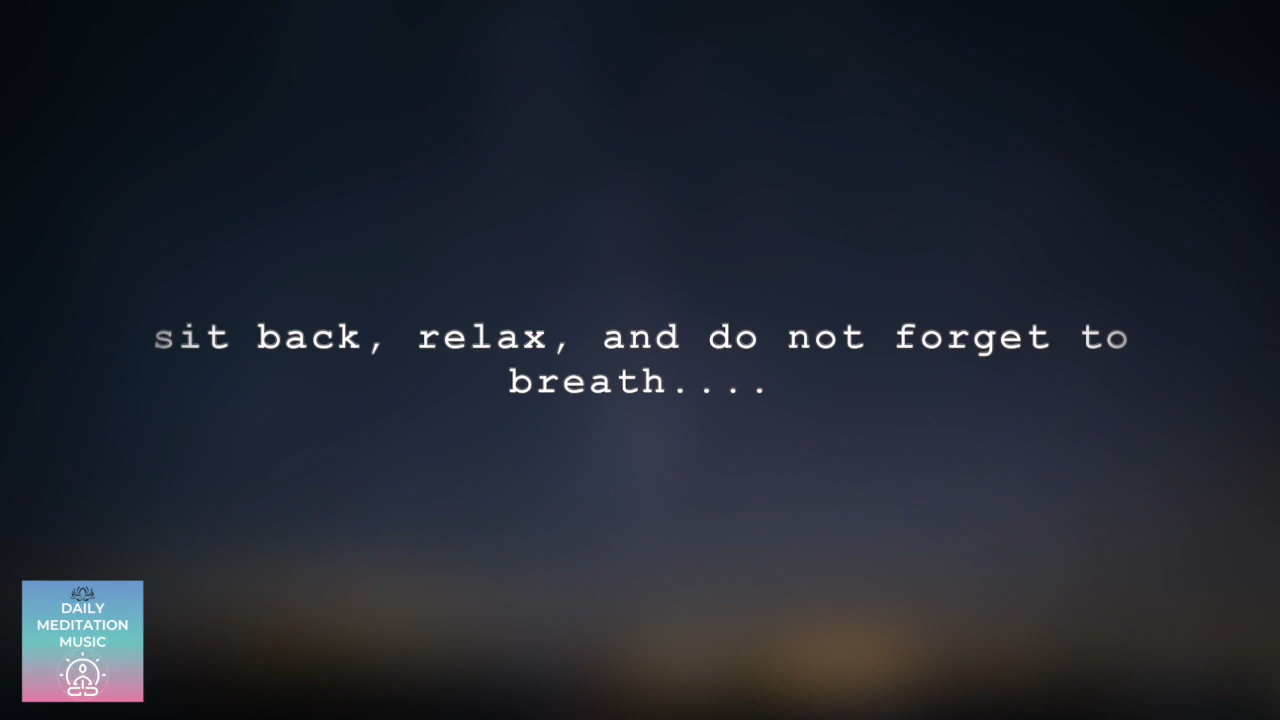 sit back, relax, and do not forget to
breath....
DAILY
MEDITATION
MUSIC